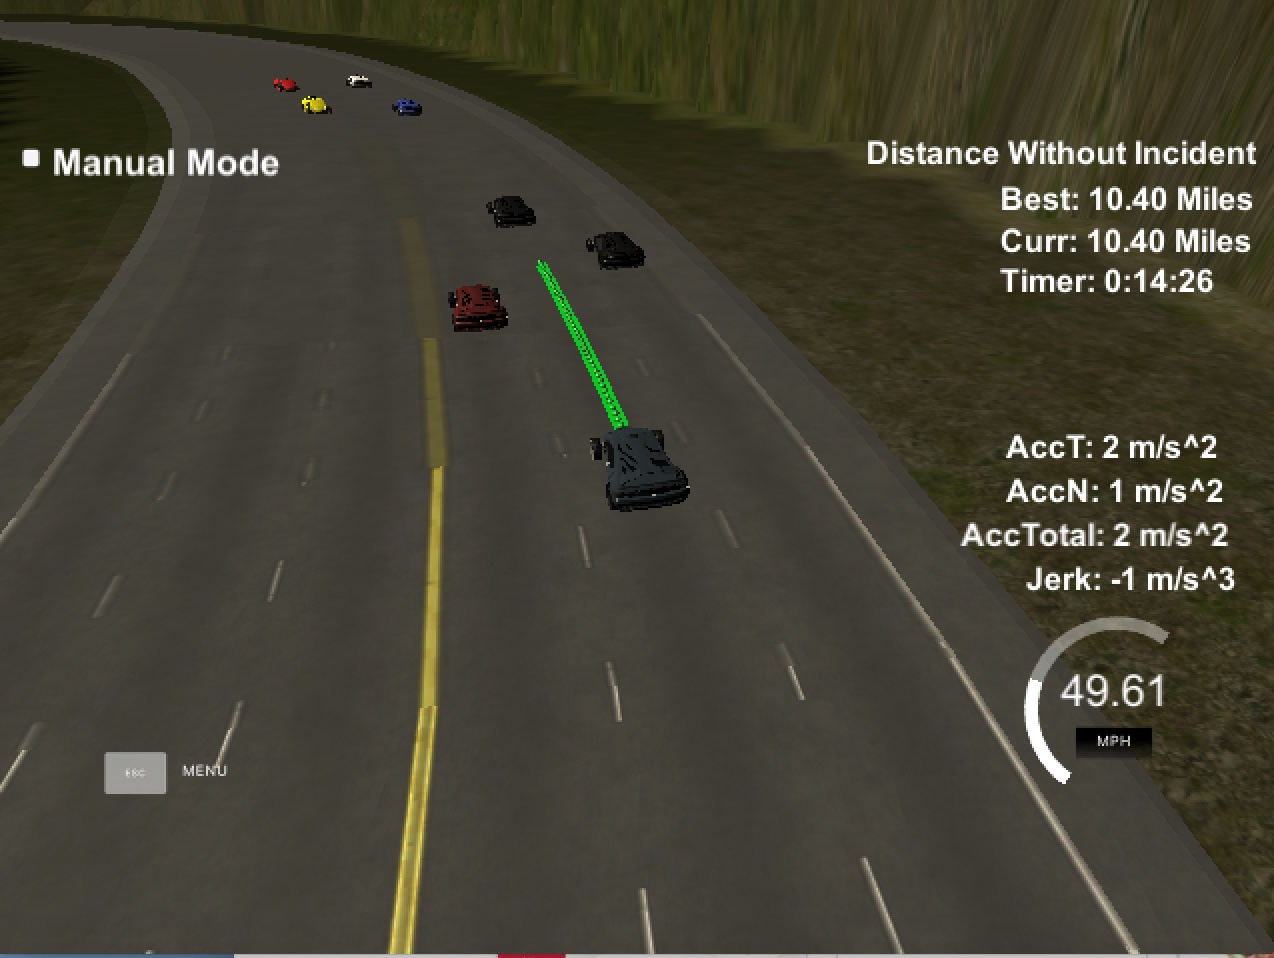 Manual Mode
Distance Without Incident
Best: 10.40 Miles
Curr: 10.40 Miles
Timer: 0:14:26
AccT: 2 m/s^2
AccN: 1 m/s^2
AccTotal: 2 m/s^2
Jerk: -1 m/s^3
49.61
MPH
ESC MENU